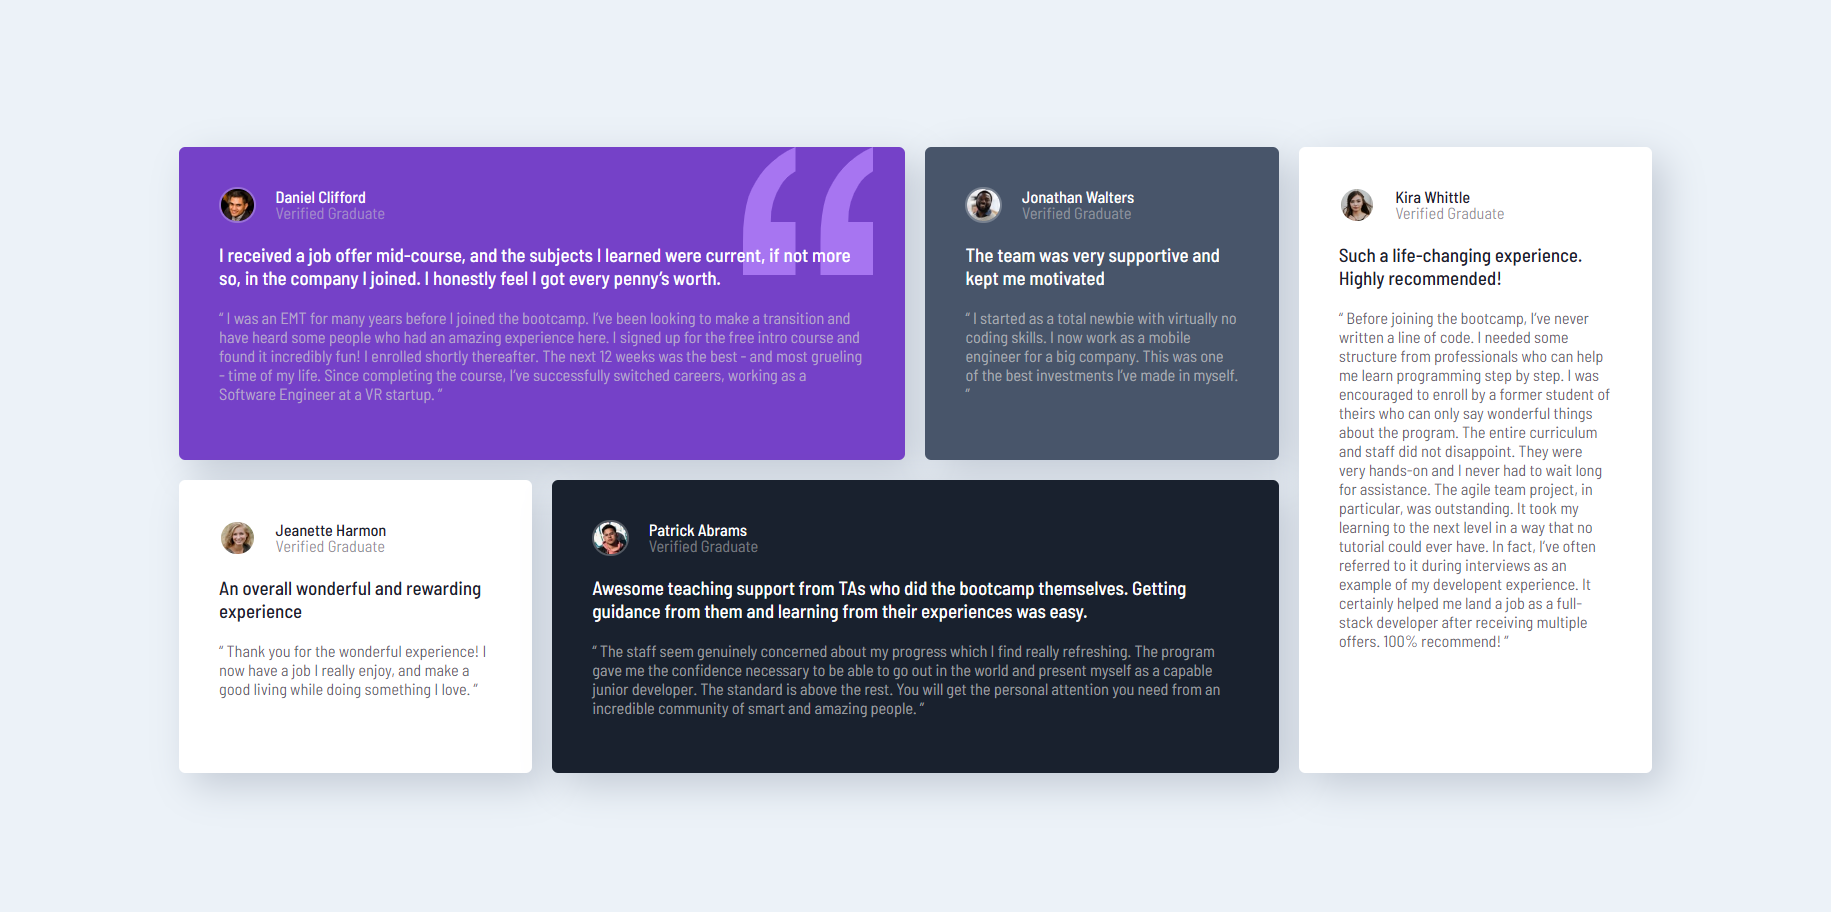 Daniel Clifford
Verified Graduate
I received a job offer mid-course, and the subjects I learned were current, if not more
so, in the company I joined. I honestly feel I got every penny’s worth.
“ I was an EMT for many years before I joined the bootcamp. I’ve been looking to make a transition and
have heard some people who had an amazing experience here. I signed up for the free intro course and
found it incredibly fun! I enrolled shortly thereafter. The next 12 weeks was the best - and most grueling
- time of my life. Since completing the course, I’ve successfully switched careers, working as a
Software Engineer at a VR startup. “
Jonathan Walters
Verified Graduate
The team was very supportive and
kept me motivated
“ I started as a total newbie with virtually no
coding skills. I now work as a mobile
engineer for a big company. This was one
of the best investments I’ve made in myself.
“
Kira Whittle
Verified Graduate
Such a life-changing experience.
Highly recommended!
“ Before joining the bootcamp, I’ve never
written a line of code. I needed some
structure from professionals who can help
me learn programming step by step. I was
encouraged to enroll by a former student of
theirs who can only say wonderful things
about the program. The entire curriculum
and staff did not disappoint. They were
very hands-on and I never had to wait long
for assistance. The agile team project, in
particular, was outstanding. It took my
learning to the next level in a way that no
tutorial could ever have. In fact, I’ve often
referred to it during interviews as an
example of my developent experience. It
certainly helped me land a job as a full-
stack developer after receiving multiple
offers. 100% recommend! “
Jeanette Harmon
Verified Graduate
An overall wonderful and rewarding
experience
“ Thank you for the wonderful experience! I
now have a job I really enjoy, and make a
good living while doing something I love. “
Patrick Abrams
Verified Graduate
Awesome teaching support from TAs who did the bootcamp themselves. Getting
guidance from them and learning from their experiences was easy.
“ The staff seem genuinely concerned about my progress which I find really refreshing. The program
gave me the confidence necessary to be able to go out in the world and present myself as a capable
junior developer. The standard is above the rest. You will get the personal attention you need from an
incredible community of smart and amazing people. “